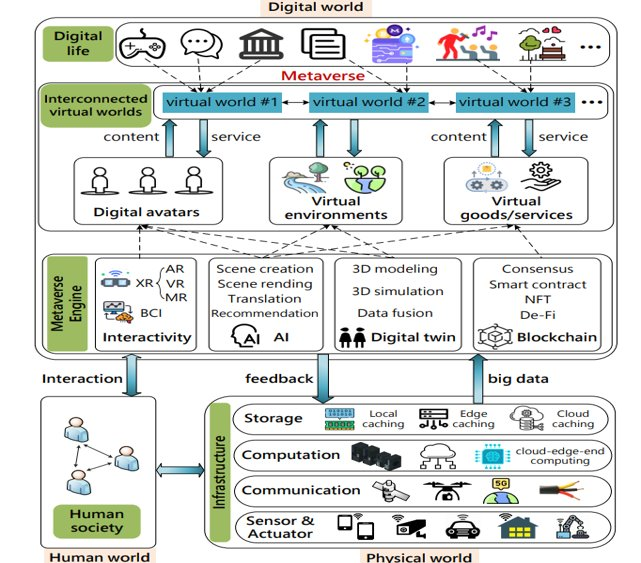 Digital world
Digital
life
Metaverse
Interconnected
virtual worlds
virtual world #1
virtual world #2
virtual world #3
content
service
content
service
Digital avatars
Virtual
environments
Virtual
goods/services
Metaverse
Engine
XR
AR
VR
MR
BCI
Interactivity
Scene creation
Scene rending
Translation
Recommendation
AI
AI
3D modeling
3D simulation
Data fusion
Digital twin
Consensus
Smart contract
NFT
De-Fi
Blockchain
Interaction
feedback
big data
Human
society
Human world
Infrastructure
Storage
Local
caching
Edge
caching
Cloud
caching
Computation
cloud-edge-end
computing
Communication
5G
Sensor &
Actuator
Physical world